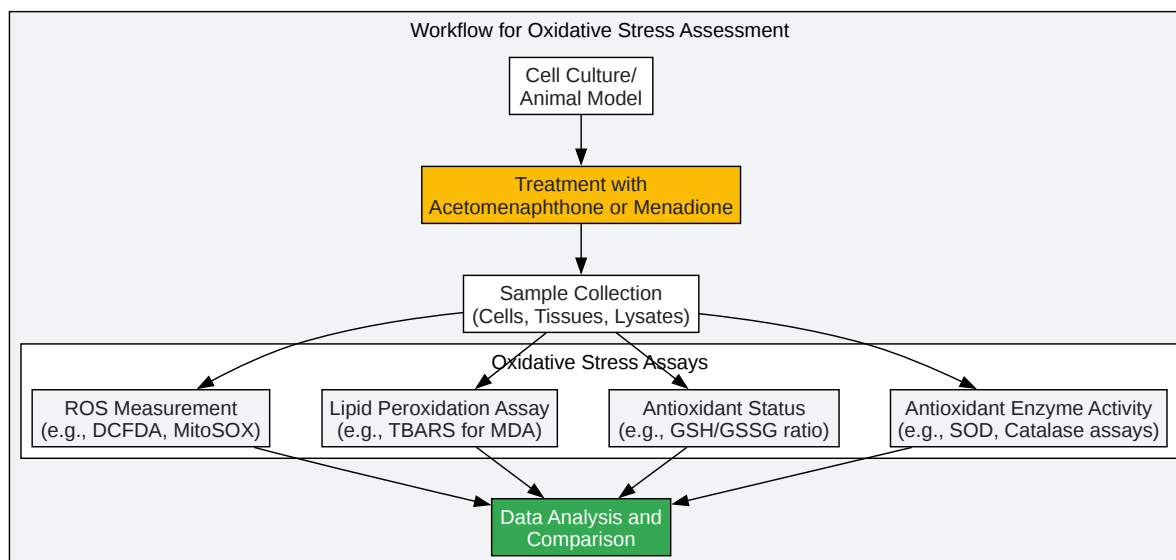 Workflow for Oxidative Stress Assessment
Cell Culture/
Animal Model
Treatment with
Acetomenaphthone or Menadione
Sample Collection
(Cells, Tissues, Lysates)
Oxidative Stress Assays
ROS Measurement
(e.g., DCFDA, MitoSOX)
Lipid Peroxidation Assay
(e.g., TBARS for MDA)
Antioxidant Status
(e.g., GSH/GSSG ratio)
Antioxidant Enzyme Activity
(e.g., SOD, Catalase assays)
Data Analysis and
Comparison